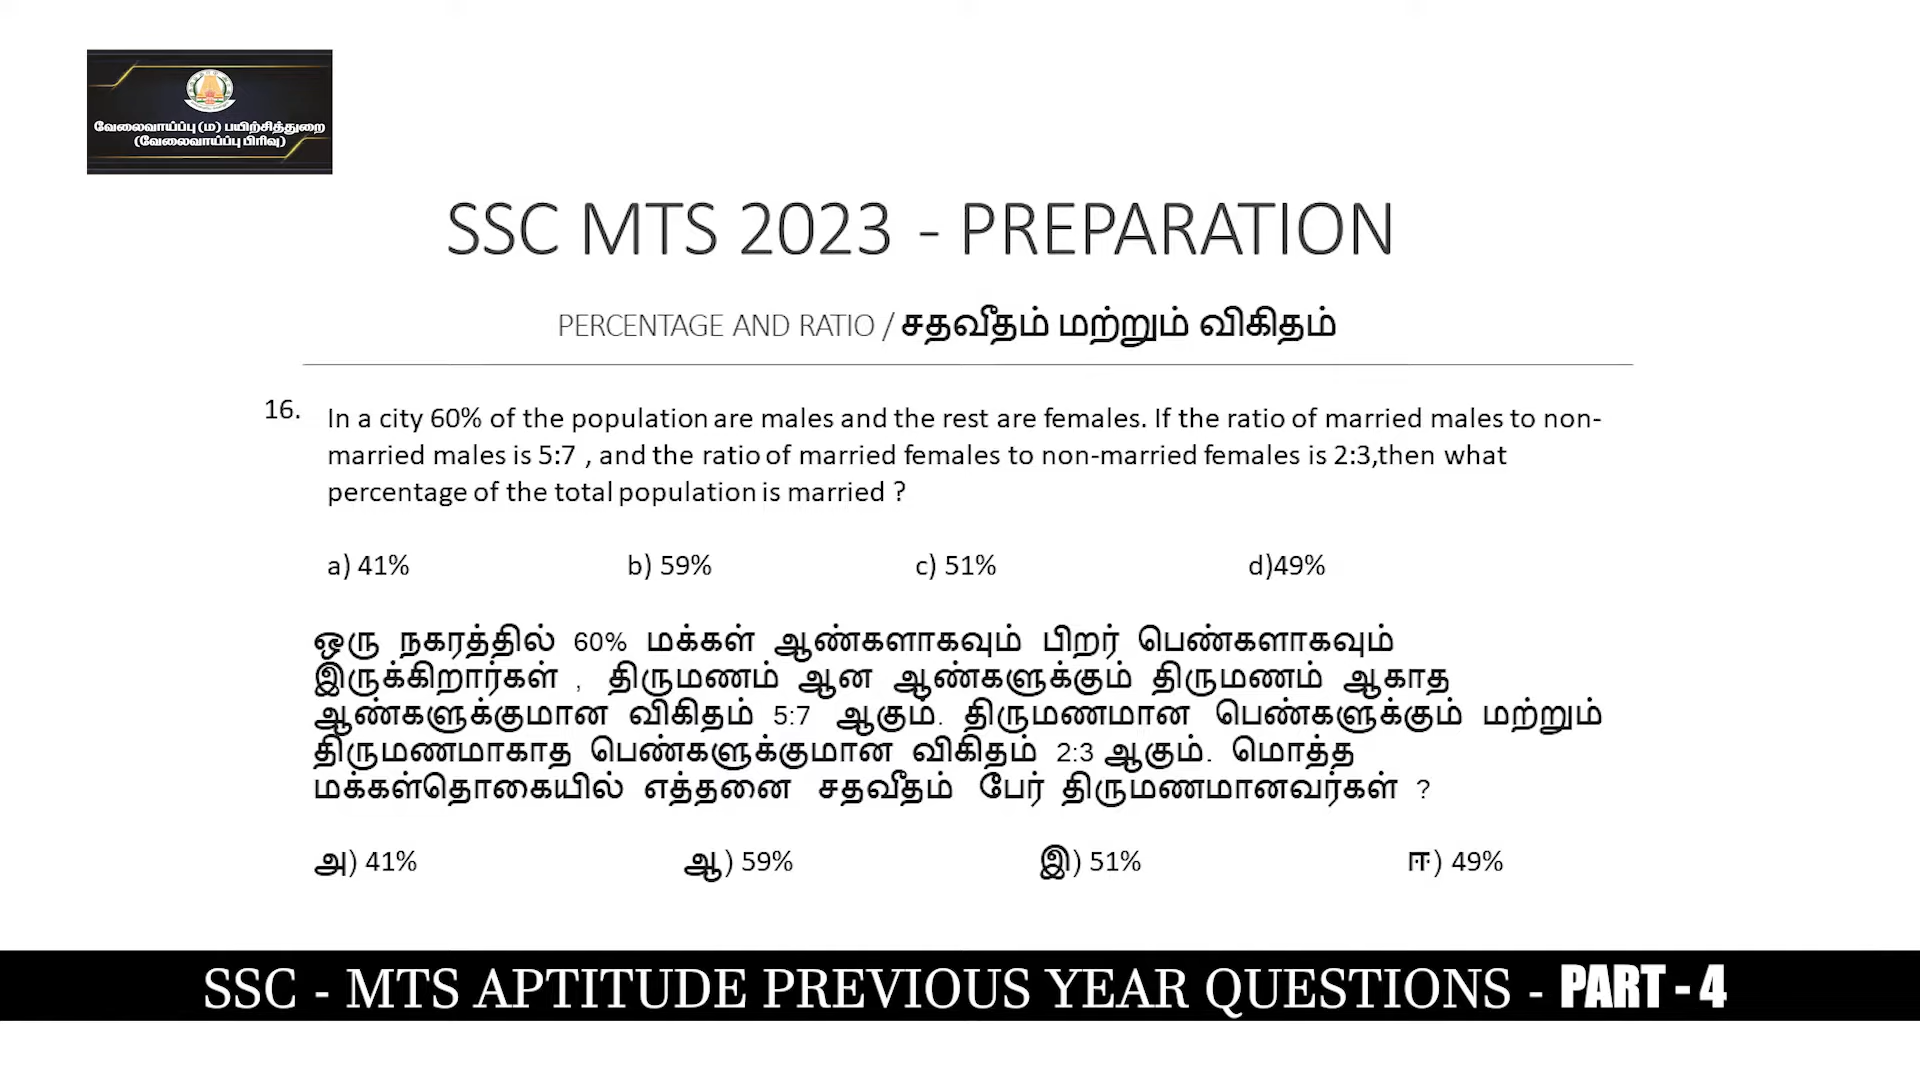 வேலைவாய்ப்பு (ம) பயிற்சித்துறை
(வேலைவாய்ப்பு பிரிவு)
SSC MTS 2023 - PREPARATION
PERCENTAGE AND RATIO / சதவீதம் மற்றும் விகிதம்
16. In a city 60% of the population are males and the rest are females. If the ratio of married males to non-
married males is 5:7 , and the ratio of married females to non-married females is 2:3,then what
percentage of the total population is married ?
a) 41% b) 59% c) 51% d)49%
ஒரு நகரத்தில் 60% மக்கள் ஆண்களாகவும் பிறர் பெண்களாகவும்
இருக்கிறார்கள் , திருமணம் ஆன ஆண்களுக்கும் திருமணம் ஆகாத
ஆண்களுக்குமான விகிதம் 5:7 ஆகும். திருமணமான பெண்களுக்கும் மற்றும்
திருமணமாகாத பெண்களுக்குமான விகிதம் 2:3 ஆகும். மொத்த
மக்கள்தொகையில் எத்தனை சதவீதம் பேர் திருமணமானவர்கள் ?
அ) 41% ஆ) 59% இ) 51% ஈ) 49%
SSC - MTS APTITUDE PREVIOUS YEAR QUESTIONS - PART - 4